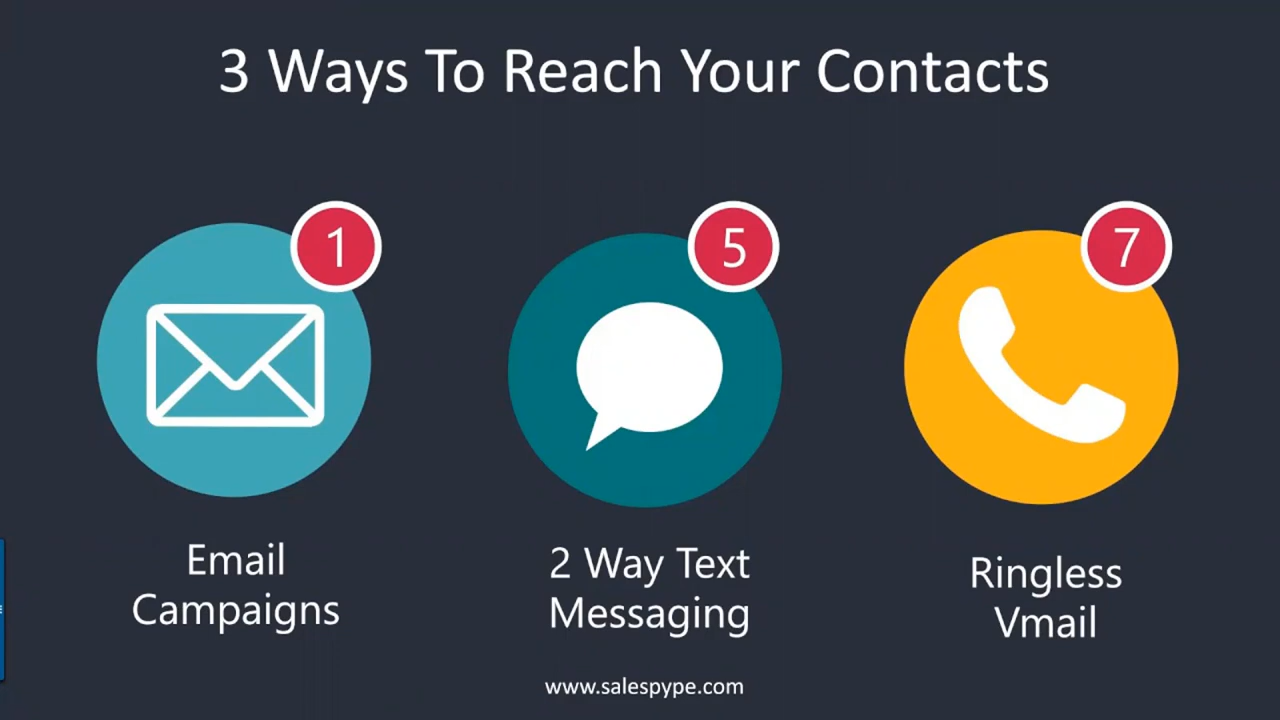 3 Ways To Reach Your Contacts
1
5
7
Email
Campaigns
2 Way Text
Messaging
Ringless
Vmail
www.salespype.com